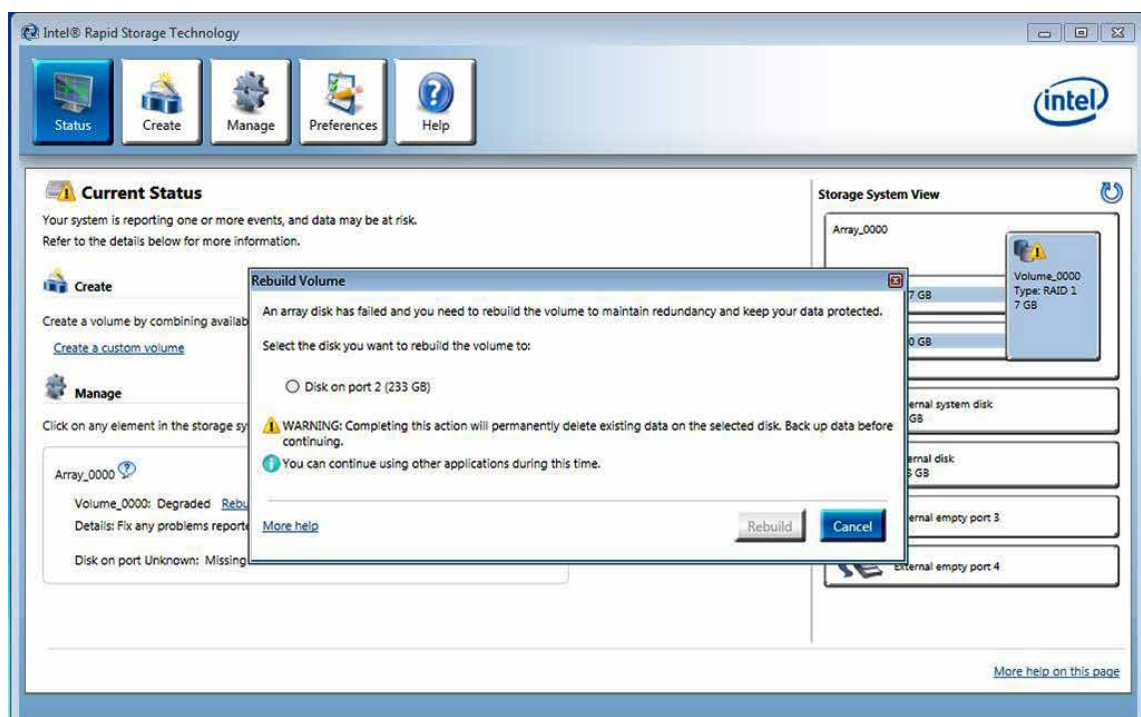 Intel® Rapid Storage Technology
Status
Create
Manage
Preferences
Help
intel
Current Status
Your system is reporting one or more events, and data may be at risk.
Refer to the details below for more information.
Create
Create a volume by combining availab
Create a custom volume
Manage
Click on any element in the storage sy
Array_0000
Volume_0000: Degraded Rebu
Details: Fix any problems reporte
Disk on port Unknown: Missing
Rebuild Volume
An array disk has failed and you need to rebuild the volume to maintain redundancy and keep your data protected.
Select the disk you want to rebuild the volume to:
Disk on port 2 (233 GB)
WARNING: Completing this action will permanently delete existing data on the selected disk. Back up data before
continuing.
You can continue using other applications during this time.
More help
Rebuild
Cancel
Storage System View
Array_0000
Volume_0000
Type: RAID 1
7 GB
7 GB
0 GB
ernal system disk
GB
ernal disk
GB
ernal empty port 3
External empty port 4
More help on this page